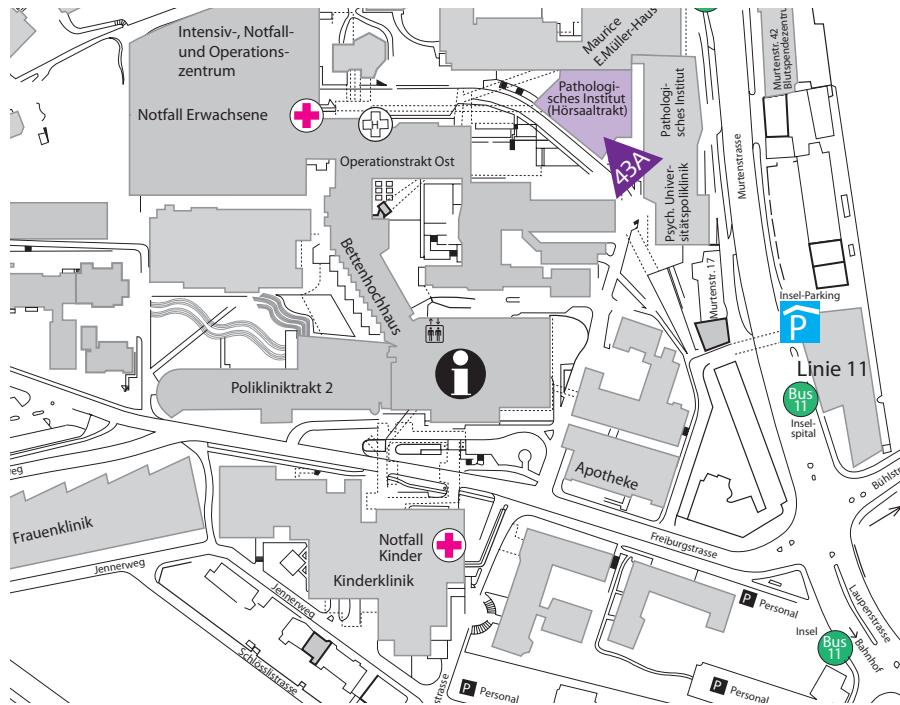 Intensiv-, Notfall-
und Operations-
zentrum
Notfall Erwachsene
H
Operationstrakt Ost
Maurice
E.Müller-Haus
Pathologi-
sches Institut
(Hörsaaltrakt)
43A
Pathologi-
sches Institut
Psych. Univer-
sitätspoliklinik
Murtenstrasse
Murtenstr. 42
Blutspendezentrum
Bettenhochhaus
Murtenstr. 17
Insel-Parking
P
Linie 11
Bus
11
Insel-
spital
i
Polikliniktrakt 2
Apotheke
Bühlstr
Frauenklinik
Notfall
Kinder
Kinderklinik
Freiburgstrasse
Jennerweg
Jennerweg
Schlösslistrasse
strasse
weg
P Personal
P Personal
P Personal
Laupenstrasse
Insel
Bus
11
Bahnhof